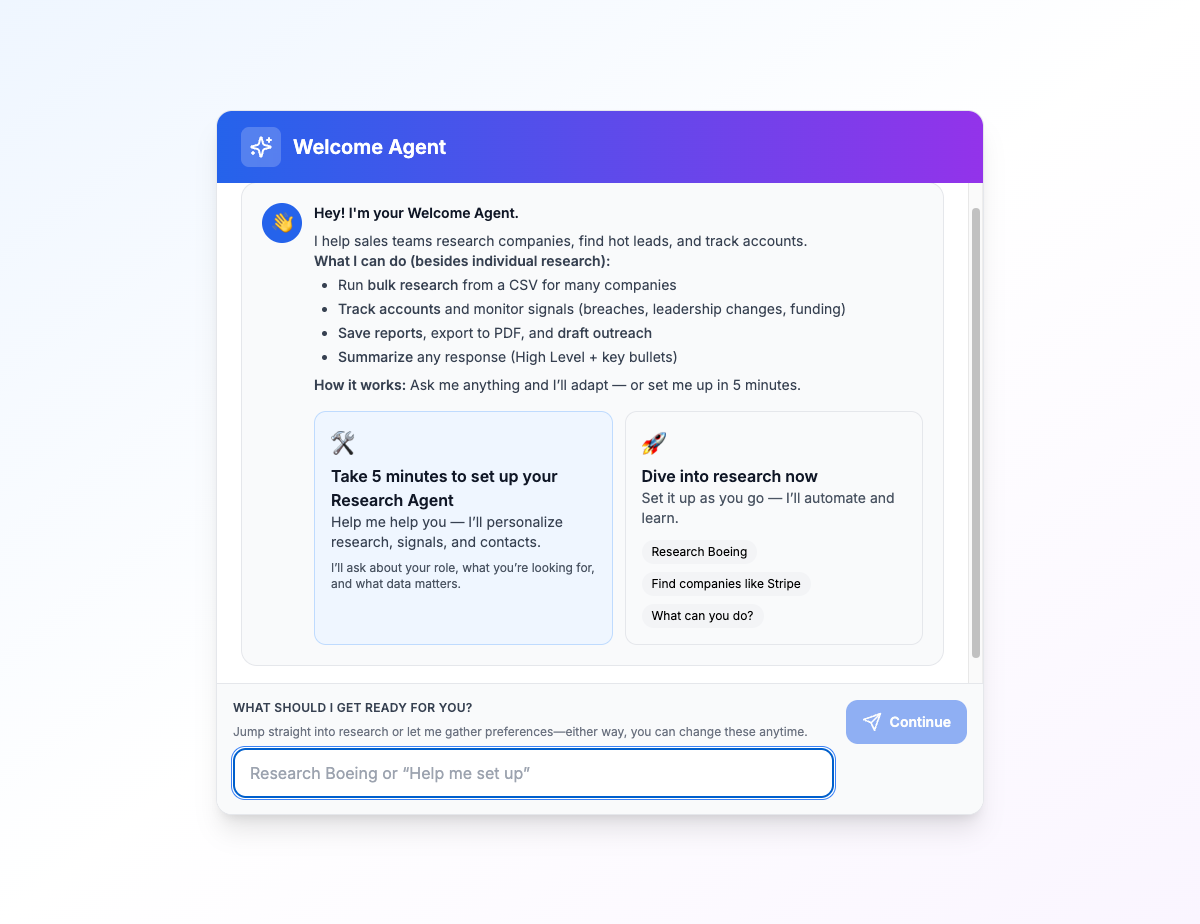 Welcome Agent
Hey! I'm your Welcome Agent.
I help sales teams research companies, find hot leads, and track accounts.
What I can do (besides individual research):
Run bulk research from a CSV for many companies
Track accounts and monitor signals (breaches, leadership changes, funding)
Save reports, export to PDF, and draft outreach
Summarize any response (High Level + key bullets)
How it works: Ask me anything and I’ll adapt — or set me up in 5 minutes.
Take 5 minutes to set up your
Research Agent
Help me help you — I’ll personalize
research, signals, and contacts.
I’ll ask about your role, what you’re looking for,
and what data matters.
Dive into research now
Set it up as you go — I’ll automate and
learn.
Research Boeing
Find companies like Stripe
What can you do?
WHAT SHOULD I GET READY FOR YOU?
Jump straight into research or let me gather preferences—either way, you can change these anytime.
Research Boeing or “Help me set up”
Continue